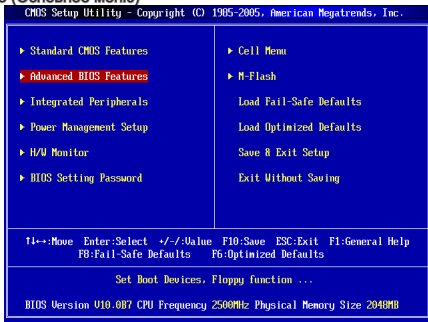 CMOS Setup Utility - Copyright (C) 1985-2005, American Megatrends, Inc.
▶ Standard CMOS Features
▶ Advanced BIOS Features
▶ Integrated Peripherals
▶ Power Management Setup
▶ H/W Monitor
▶ BIOS Setting Password
▶ Cell Menu
▶ M-Flash
Load Fail-Safe Defaults
Load Optimized Defaults
Save & Exit Setup
Exit Without Saving
↑↓←→:Move Enter:Select +/-/:Value F10:Save ESC:Exit F1:General Help
F8:Fail-Safe Defaults F6:Optimized Defaults
Set Boot Devices, Floppy function ...
BIOS Version V10.0B7 CPU Frequency 2500MHz Physical Memory Size 2048MB